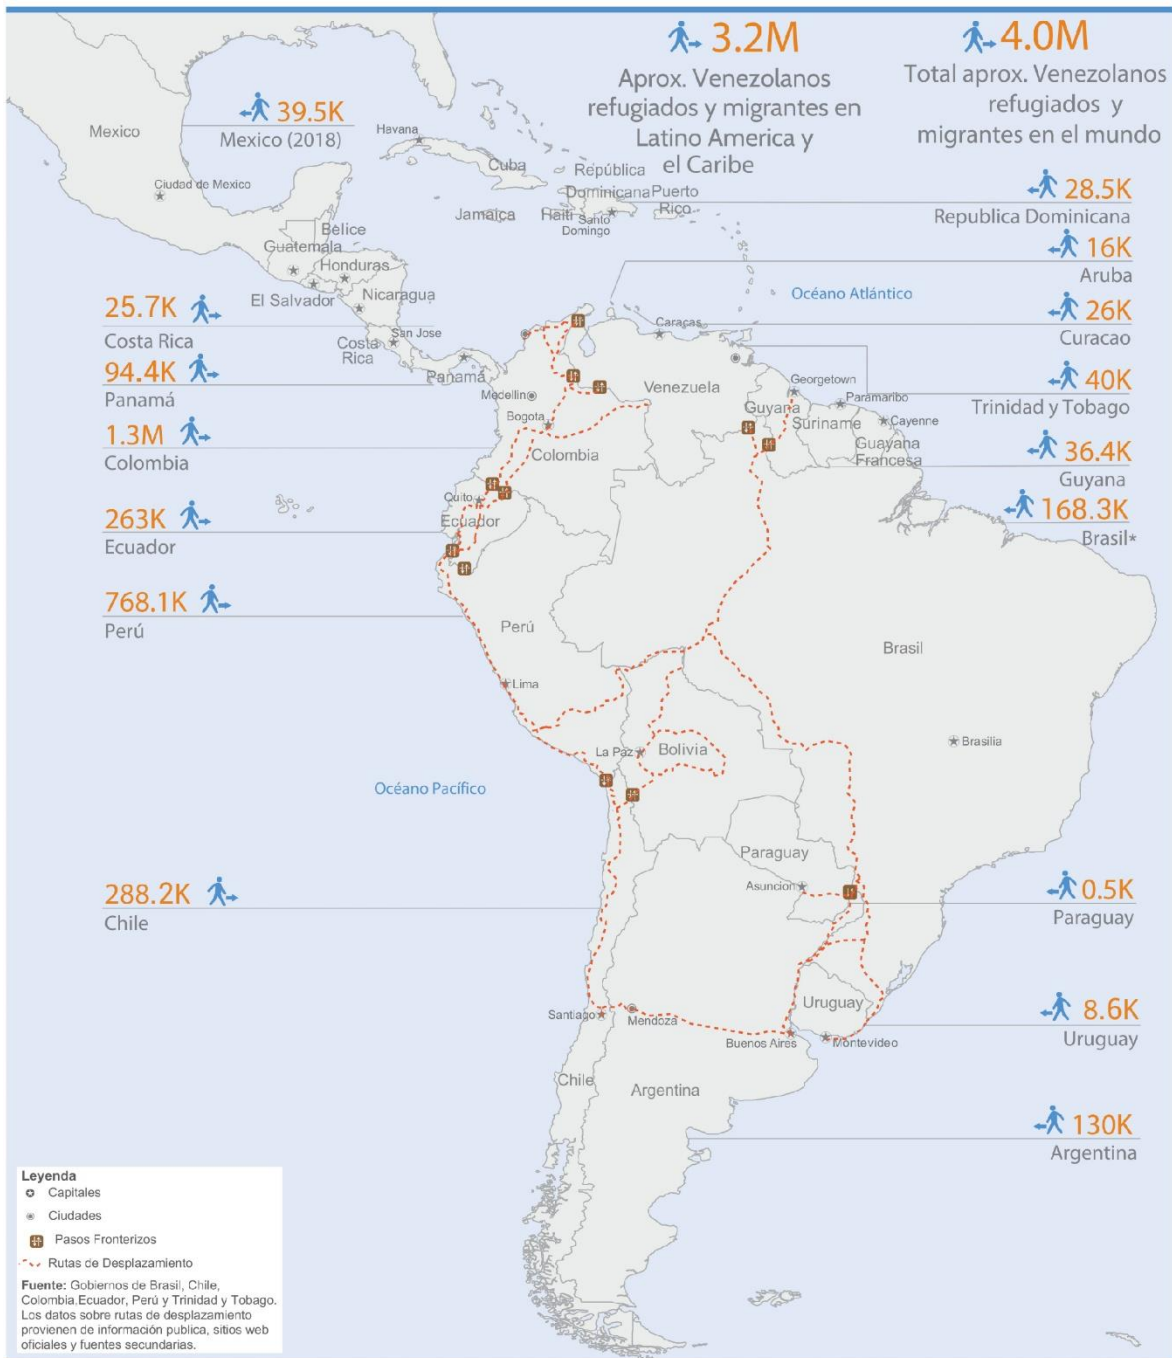 3.2M
Aprox. Venezolanos
refugiados y migrantes en
Latino America y
el Caribe
4.0M
Total aprox. Venezolanos
refugiados y
migrantes en el mundo
39.5K
Mexico (2018)
Mexico
Ciudad de Mexico
Havana
Cuba
República
Dominicana
Puerto
Rico
Jamaica
Haiti
Santo
Domingo
Belice
Guatemala
Honduras
El Salvador
Nicaragua
San Jose
Costa
Rica
Panamá
28.5K
Republica Dominicana
16K
Aruba
Océano Atlántico
26K
Curacao
40K
Trinidad y Tobago
36.4K
Guyana
168.3K
Brasil*
25.7K
Costa Rica
94.4K
Panamá
1.3M
Colombia
263K
Ecuador
768.1K
Perú
Caracas
Venezuela
Medellin
Bogota
Colombia
Georgetown
Paramaribo
Guyana
Suriname
Cayenne
Guayana
Francesa
Quito
Ecuador
Perú
Lima
Brasil
Brasilia
La Paz
Bolivia
Océano Pacífico
Paraguay
Asuncion
288.2K
Chile
0.5K
Paraguay
Santiago
Mendoza
Buenos Aires
Uruguay
Montevideo
8.6K
Uruguay
Chile
Argentina
130K
Argentina
Leyenda
Capitales
Ciudades
Pasos Fronterizos
Rutas de Desplazamiento
Fuente: Gobiernos de Brasil, Chile,
Colombia.Ecuador, Perú y Trinidad y Tobago.
Los datos sobre rutas de desplazamiento
provienen de información publica, sitios web
oficiales y fuentes secundarias.